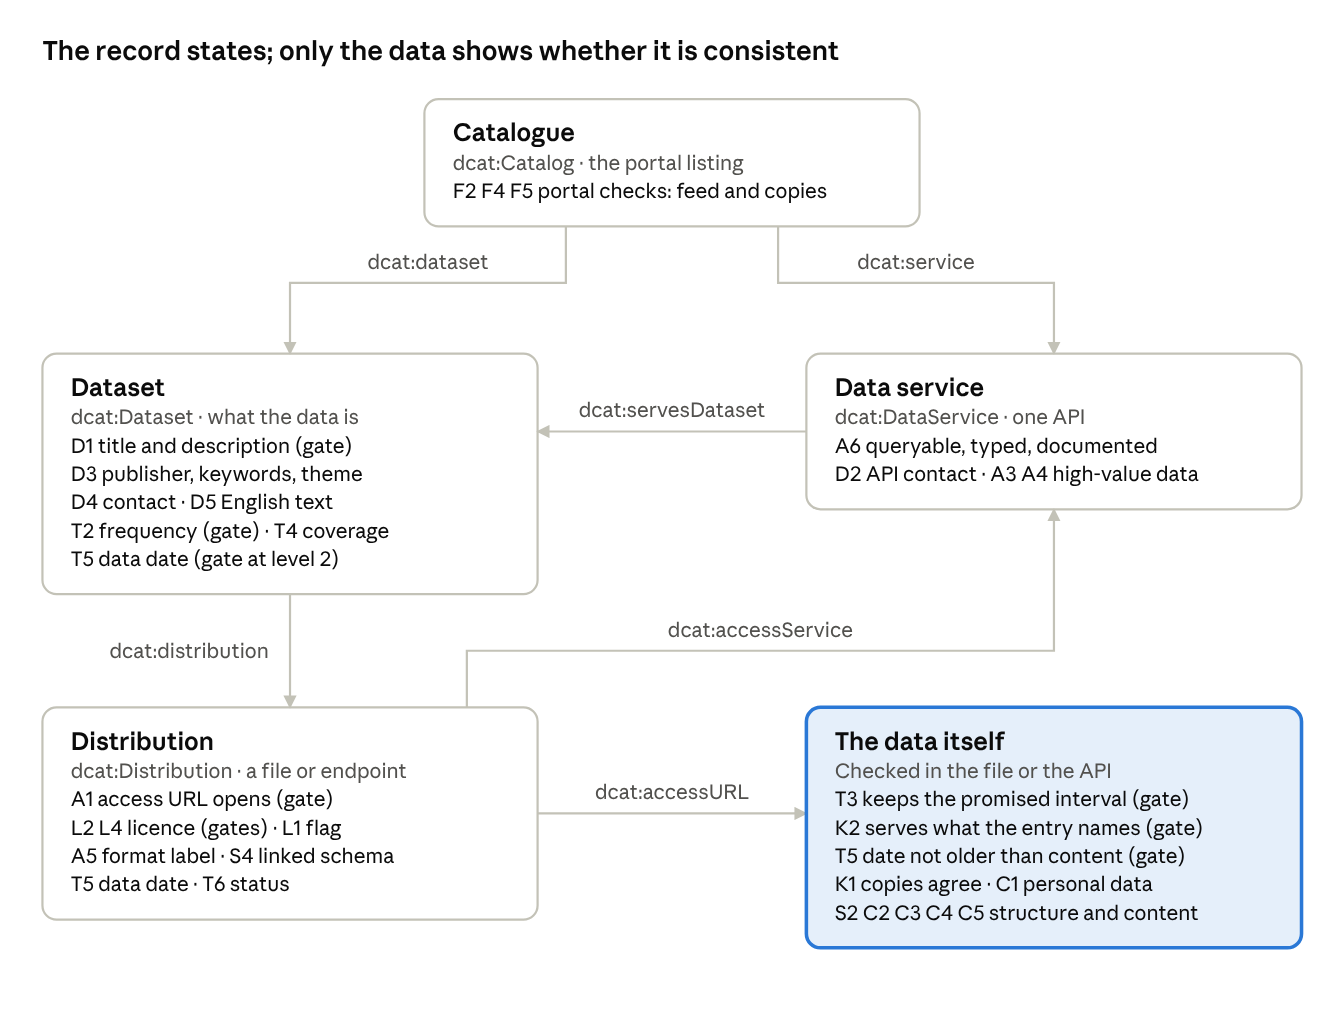 The record states; only the data shows whether it is consistent
Catalogue
dcat:Catalog · the portal listing
F2 F4 F5 portal checks: feed and copies
dcat:dataset
dcat:service
Dataset
dcat:Dataset · what the data is
D1 title and description (gate)
D3 publisher, keywords, theme
D4 contact · D5 English text
T2 frequency (gate) · T4 coverage
T5 data date (gate at level 2)
dcat:servesDataset
Data service
dcat:DataService · one API
A6 queryable, typed, documented
D2 API contact · A3 A4 high-value data
dcat:distribution
dcat:accessService
Distribution
dcat:Distribution · a file or endpoint
A1 access URL opens (gate)
L2 L4 licence (gates) · L1 flag
A5 format label · S4 linked schema
T5 data date · T6 status
dcat:accessURL
The data itself
Checked in the file or the API
T3 keeps the promised interval (gate)
K2 serves what the entry names (gate)
T5 date not older than content (gate)
K1 copies agree · C1 personal data
S2 C2 C3 C4 C5 structure and content